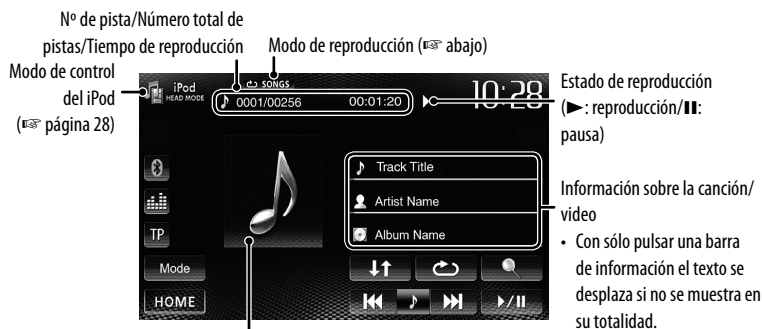 Nº de pista/Número total de
pistas/Tiempo de reproducción
Modo de reproducción (☞ abajo)
Modo de control
del iPod
(☞ página 28)
iPod
HEAD MODE
SONGS
0001/00256
00:01:20
10:28
Estado de reproducción
(►: reproducción/⏸:
pausa)
Track Title
Artist Name
Album Name
Información sobre la canción/
video
• Con sólo pulsar una barra
de información el texto se
desplaza si no se muestra en
su totalidad.
TP
Mode
HOME